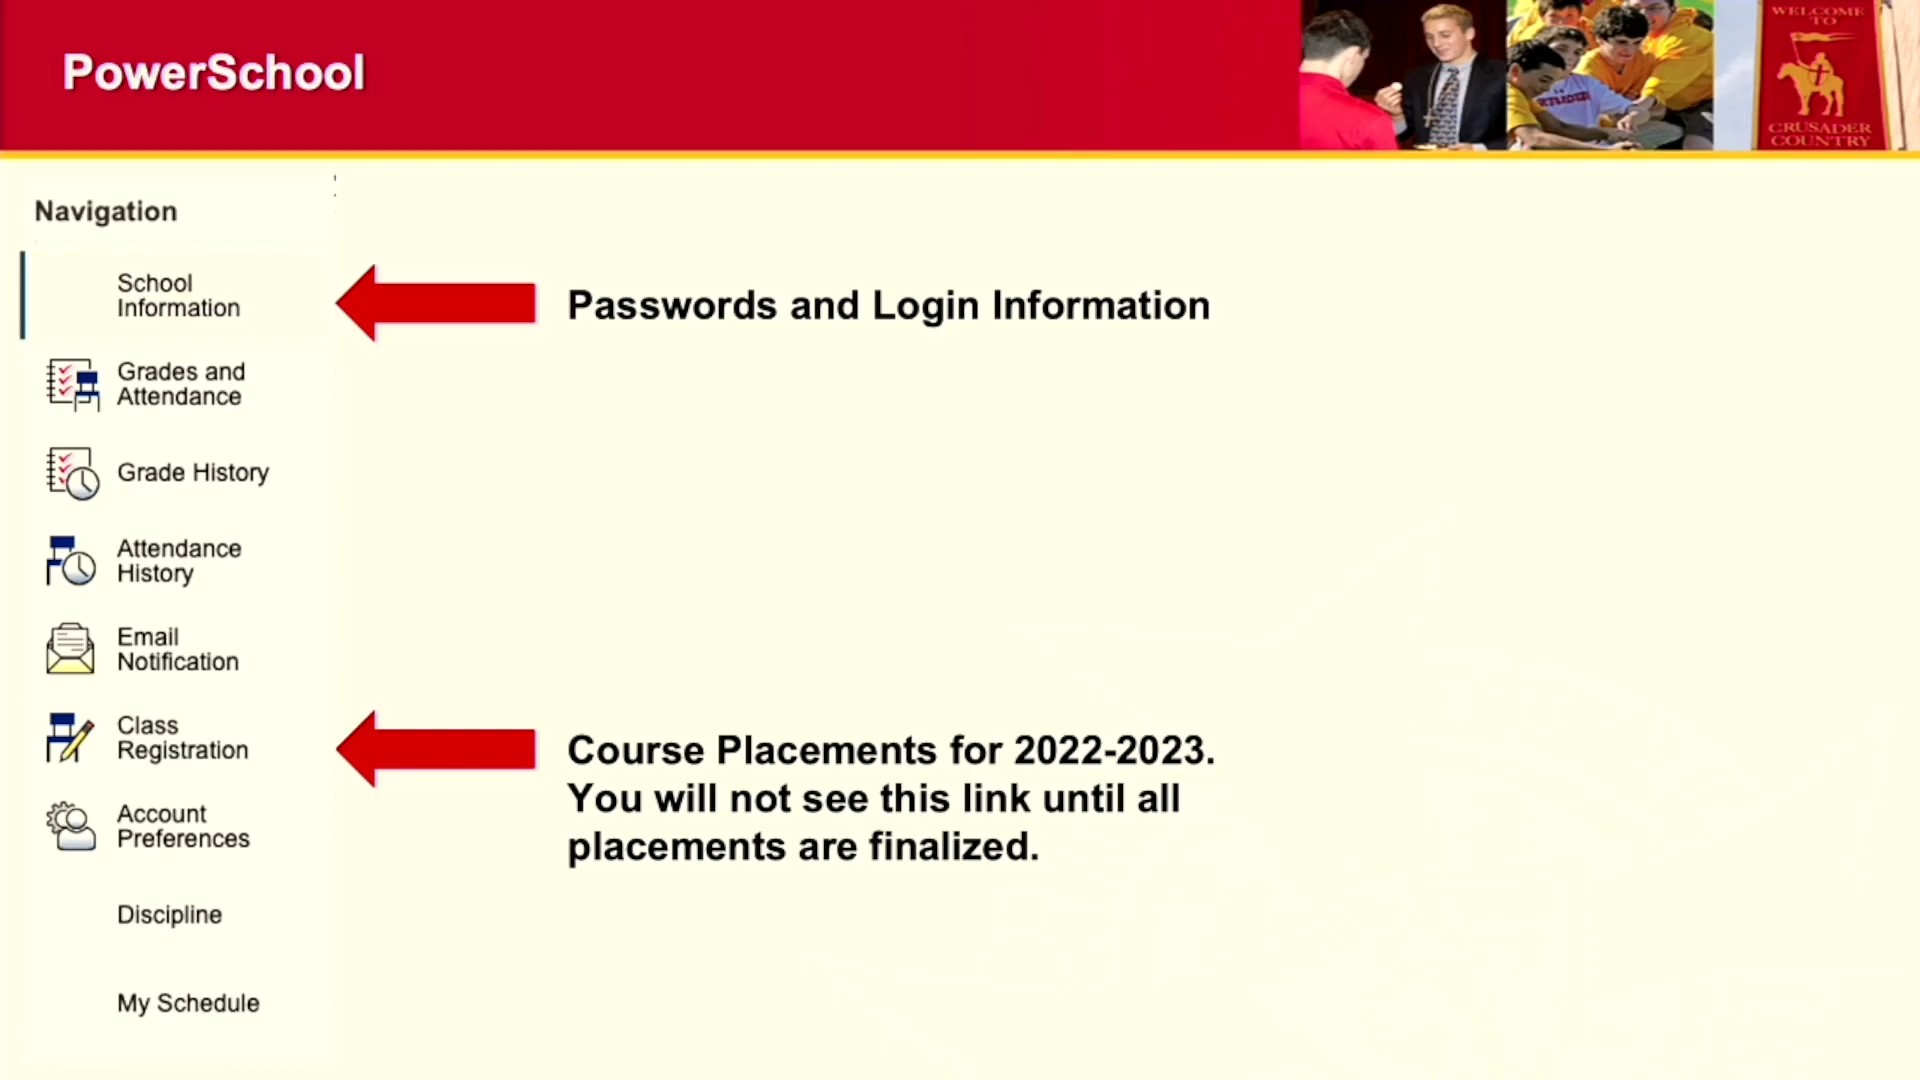 PowerSchool
WELCOME
TO
CRUSADER
COUNTRY
Navigation
School
Information
Passwords and Login Information
Grades and
Attendance
Grade History
Attendance
History
Email
Notification
Class
Registration
Course Placements for 2022-2023.
You will not see this link until all
placements are finalized.
Account
Preferences
Discipline
My Schedule